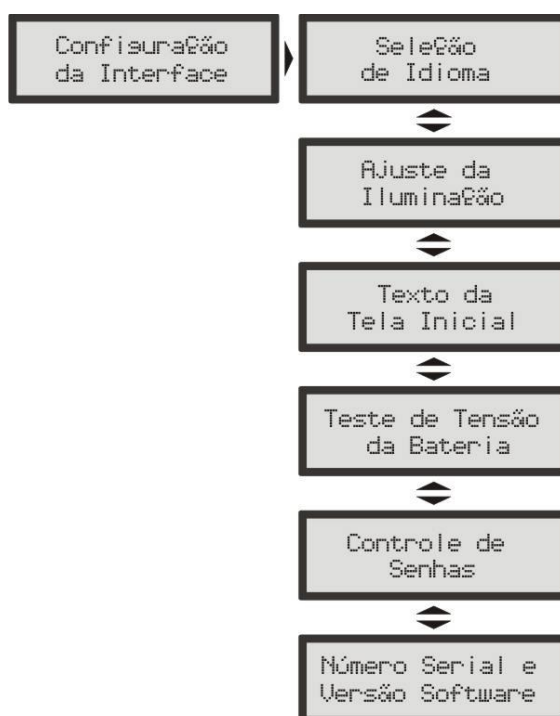 Configuração
da Interface
Seleção
de Idioma
Ajuste da
Iluminação
Texto da
Tela Inicial
Teste de Tensão
da Bateria
Controle de
Senhas
Número Serial e
Versão Software